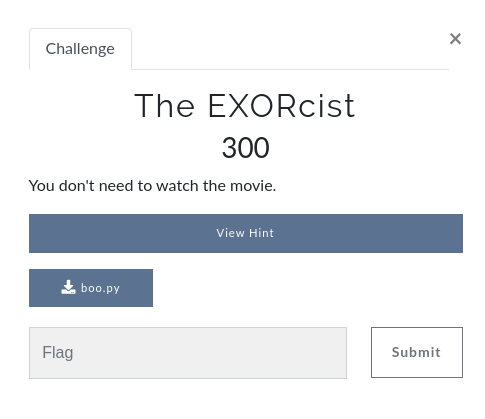 Challenge
×
The EXORcist
300
You don't need to watch the movie.
View Hint
boo.py
Flag
Submit